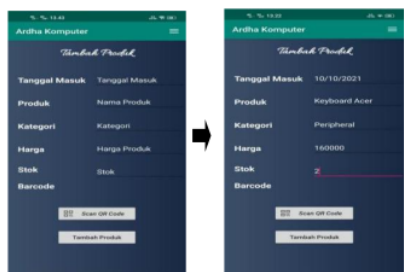 13.43
Ardha Komputer
Tambah Produk
Tanggal Masuk Tanggal Masuk
Produk Nama Produk
Kategori Kategori
Harga Harga Produk
Stok Stok
Barcode
Scan QR Code
Tambah Produk
Ardha Komputer
Tambah Produk
Tanggal Masuk 10/10/2021
Produk Keyboard Acer
Kategori Peripheral
Harga 160000
Stok 2
Barcode
Scan QR Code
Tambah Produk